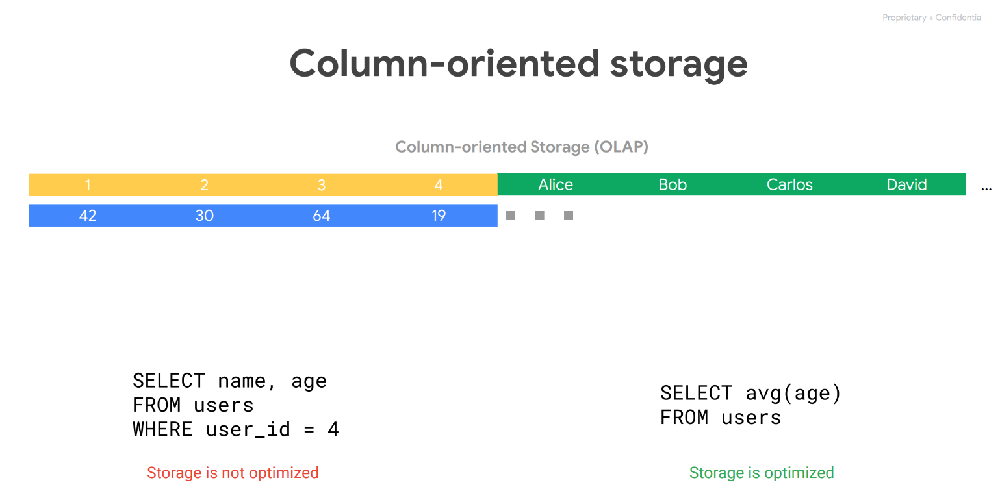 Proprietary + Confidential
Column-oriented storage
Column-oriented Storage (OLAP)
1 2 3 4 Alice Bob Carlos David ...
42 30 64 19
SELECT name, age
FROM users
WHERE user_id = 4
Storage is not optimized
SELECT avg(age)
FROM users
Storage is optimized